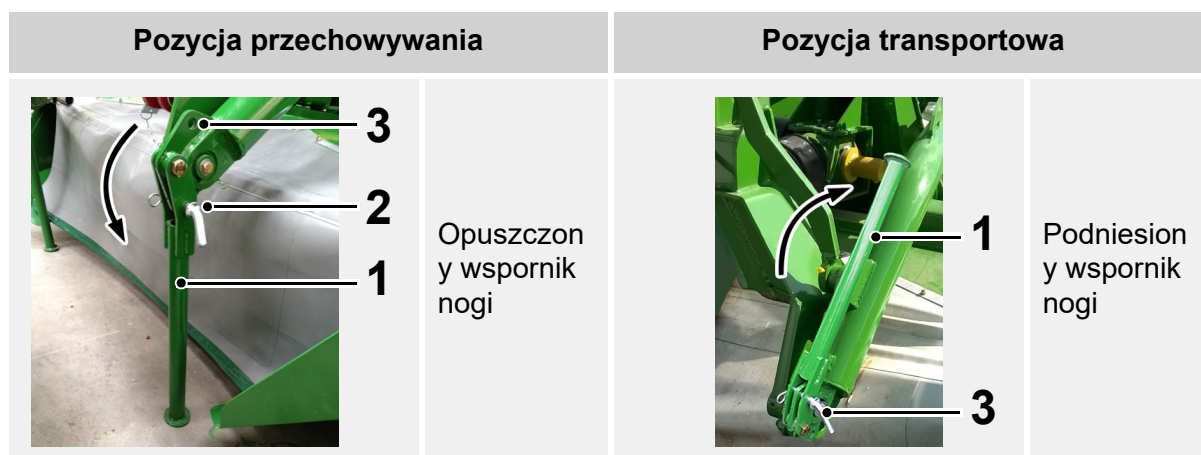 Pozycja przechowywania
Pozycja transportowa
3
2
1
Opuszczon
y wspornik
nogi
1
3
Podniesion
y wspornik
nogi